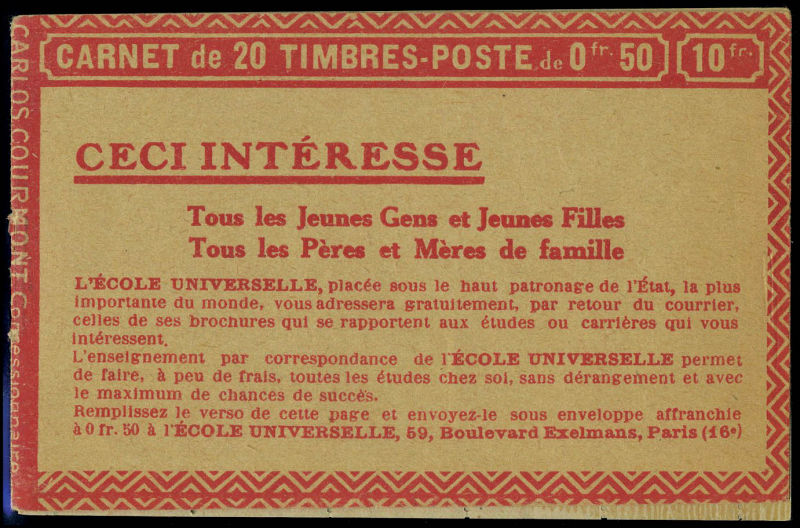 CARNET de 20 TIMBRES-POSTE de 0 fr. 50
10 fr.
CECI INTÉRESSE
Tous les Jeunes Gens et Jeunes Filles
Tous les Pères et Mères de famille
L'ÉCOLE UNIVERSELLE, placée sous le haut patronage de l'État, la plus
importante du monde, vous adressera gratuitement, par retour du courrier,
celles de ses brochures qui se rapportent aux études ou carrières qui vous
intéressent.
L'enseignement par correspondance de l'ÉCOLE UNIVERSELLE permet
de faire, à peu de frais, toutes les études chez soi, sans dérangement et avec
le maximum de chances de succès.
Remplissez le verso de cette page et envoyez-le sous enveloppe affranchie
à 0 fr. 50 à l'ÉCOLE UNIVERSELLE, 59, Boulevard Exelmans, Paris (16e)
CARLOS COURMONT Concessionnaire